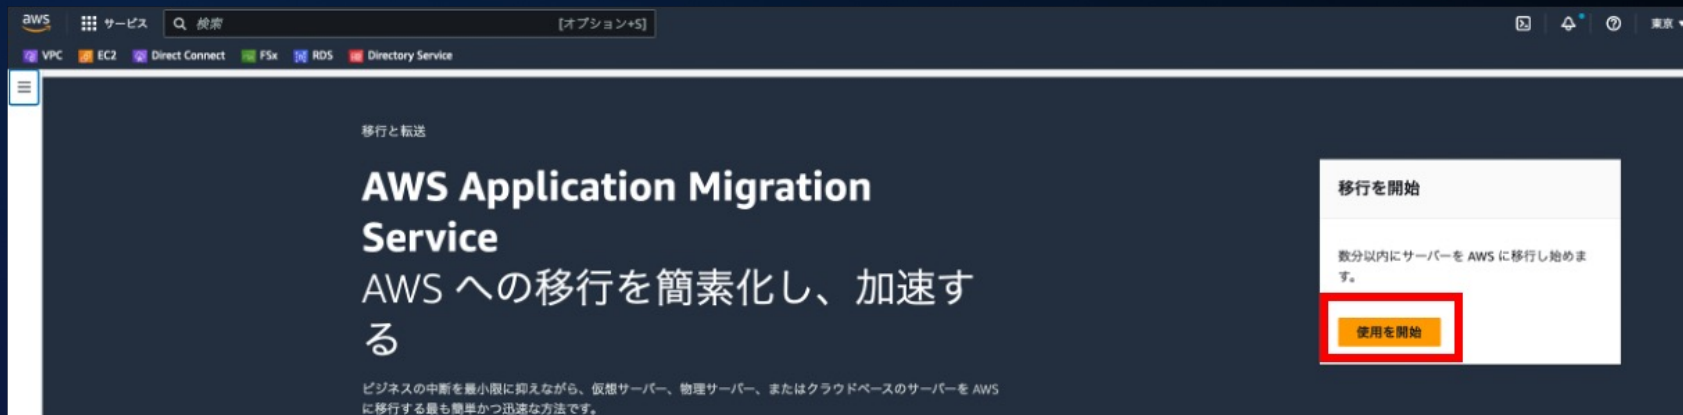 aws サービス 検索 [オプション+S] 東京
VPC EC2 Direct Connect FSx RDS Directory Service
移行と転送
AWS Application Migration
Service
AWS への移行を簡素化し、加速す
る
ビジネスの中断を最小限に抑えながら、仮想サーバー、物理サーバー、またはクラウドベースのサーバーを AWS
に移行する最も簡単かつ迅速な方法です。
移行を開始
数分以内にサーバーを AWS に移行し始めま
す。
使用を開始